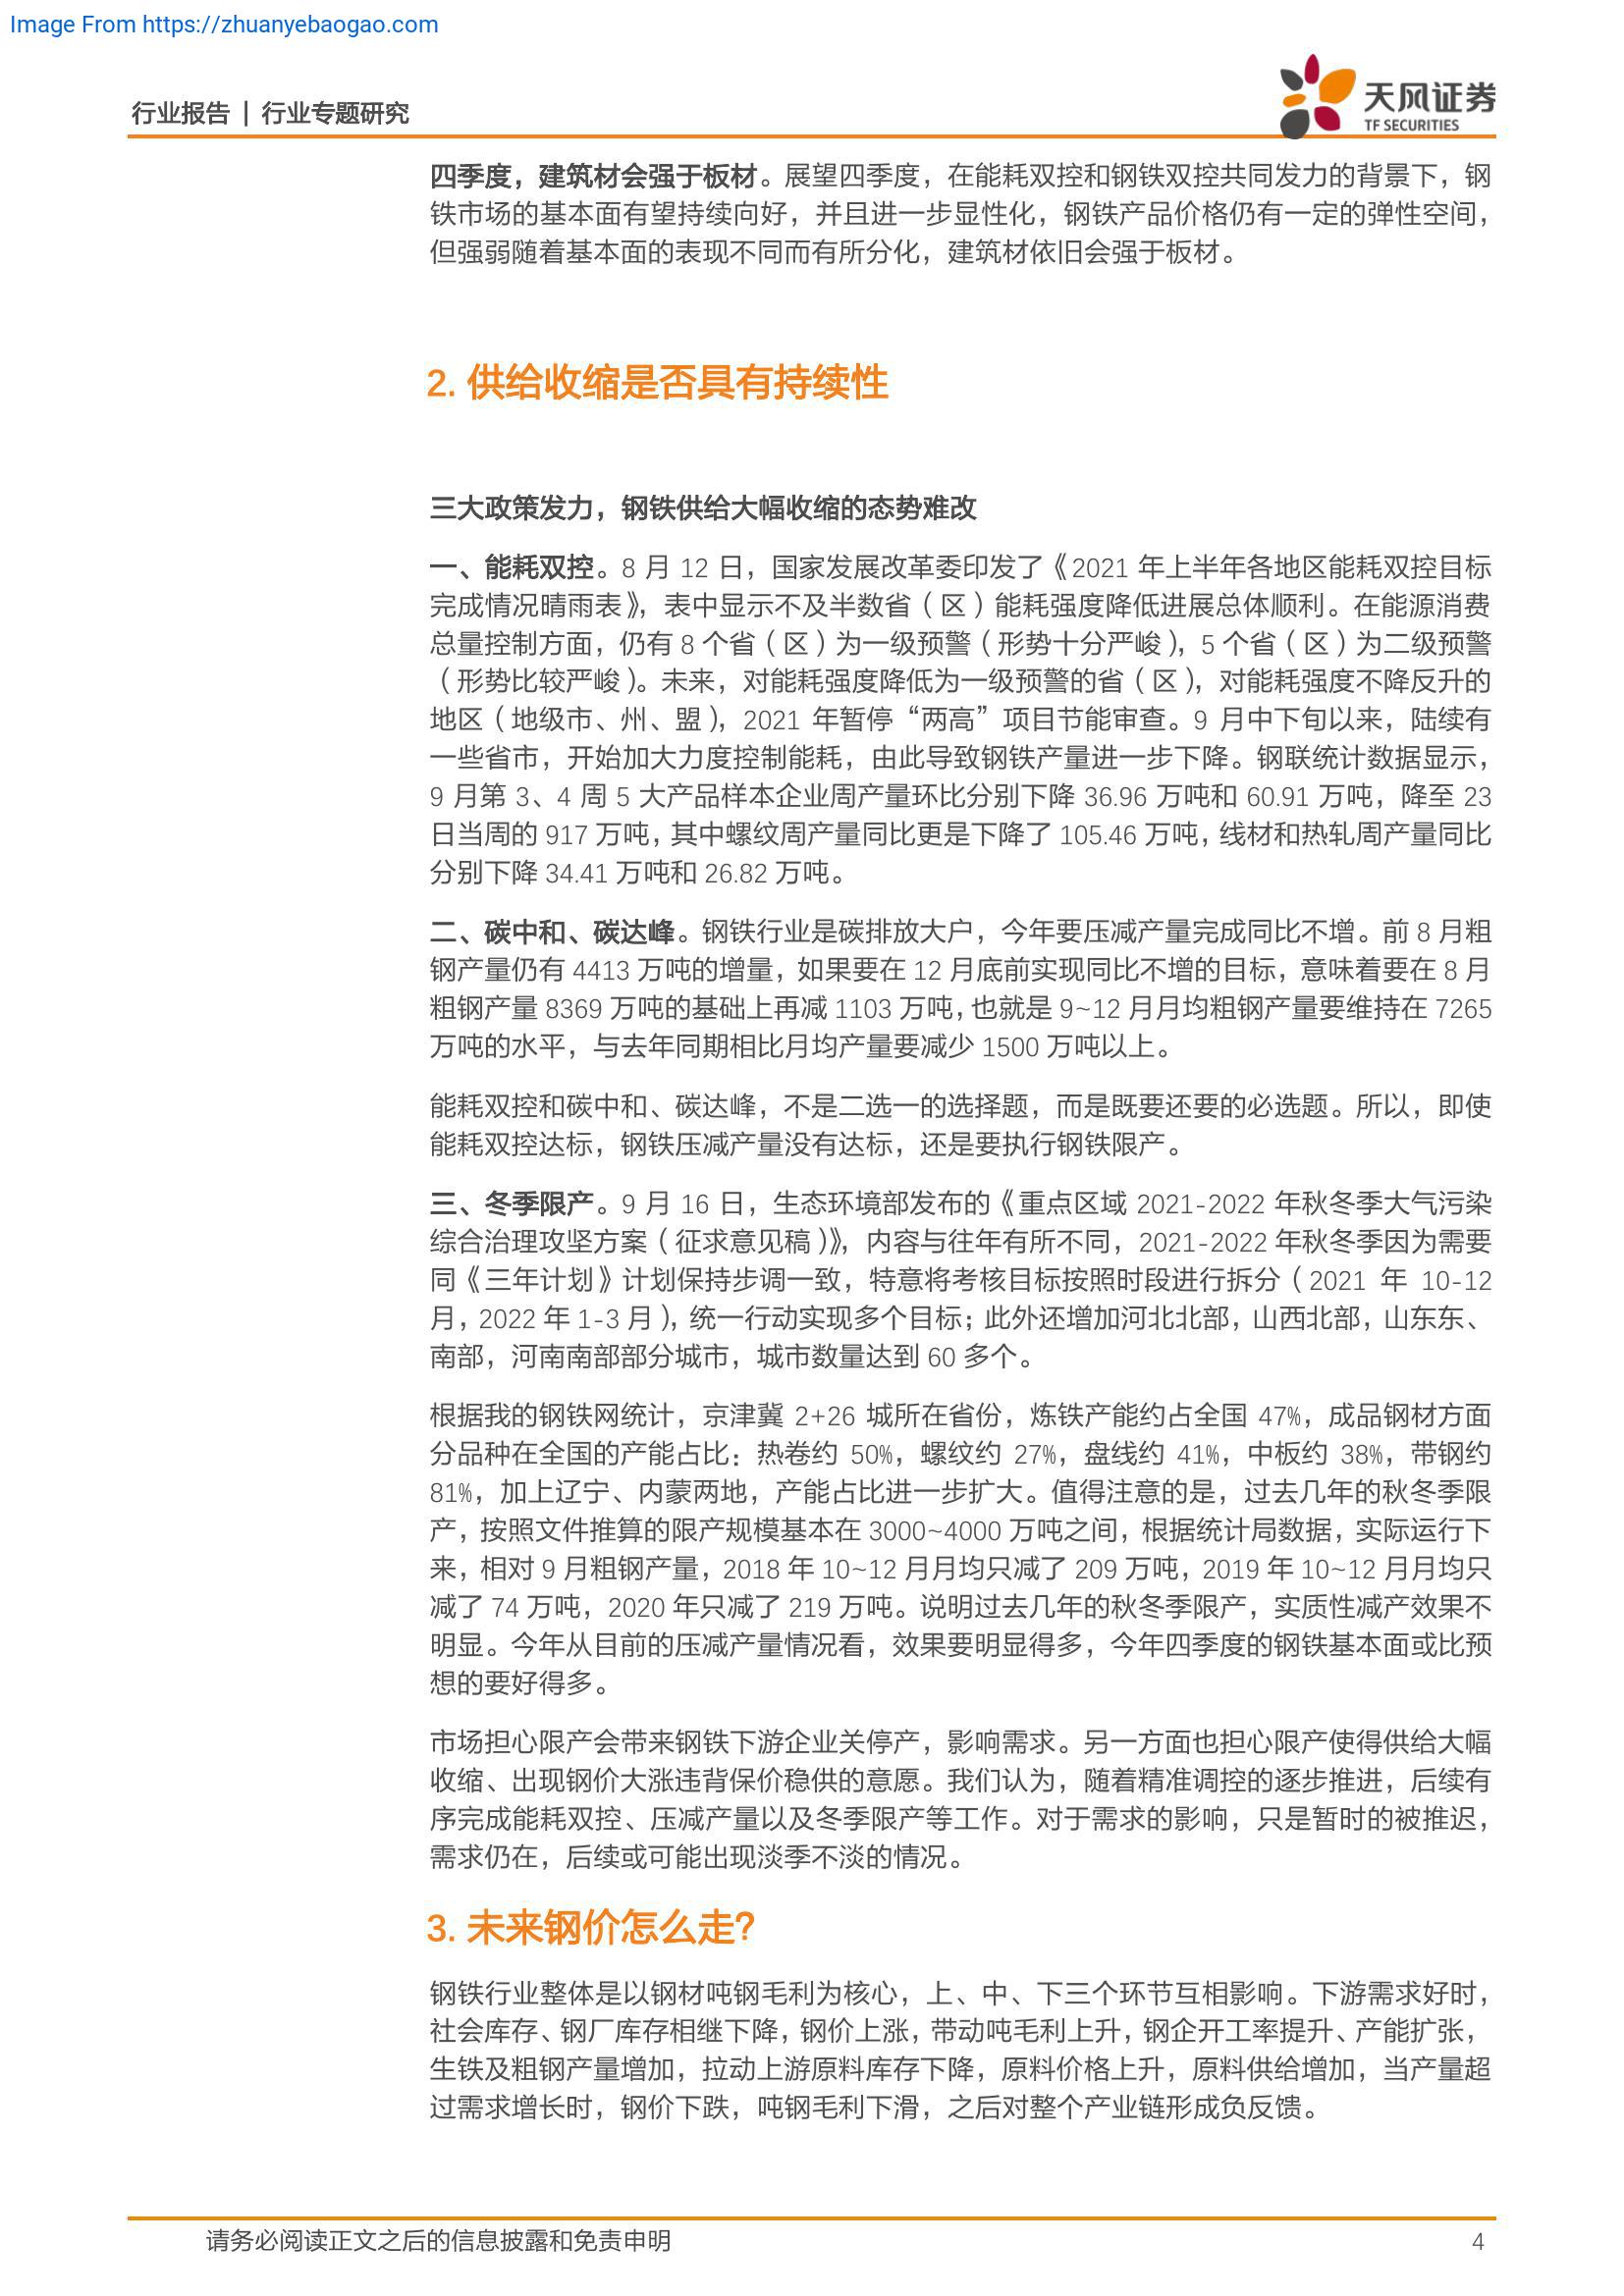 Image From https://zhuanyebaogao.com
行业报告 | 行业专题研究
天风证券
TF SECURITIES
四季度，建筑材会强于板材。展望四季度，在能耗双控和钢铁双控共同发力的背景下，钢
铁市场的基本面有望持续向好，并且进一步显性化，钢铁产品价格仍有一定的弹性空间，
但强弱随着基本面的表现不同而有所分化，建筑材依旧会强于板材。
2. 供给收缩是否具有持续性
三大政策发力，钢铁供给大幅收缩的态势难改
一、能耗双控。8 月 12 日，国家发展改革委印发了《2021 年上半年各地区能耗双控目标
完成情况晴雨表》，表中显示不及半数省（区）能耗强度降低进展总体顺利。在能源消费
总量控制方面，仍有 8 个省（区）为一级预警（形势十分严峻），5 个省（区）为二级预警
（形势比较严峻）。未来，对能耗强度降低为一级预警的省（区），对能耗强度不降反升的
地区（地级市、州、盟），2021 年暂停“两高”项目节能审查。9 月中下旬以来，陆续有
一些省市，开始加大力度控制能耗，由此导致钢铁产量进一步下降。钢联统计数据显示，
9 月第 3、4 周 5 大产品样本企业周产量环比分别下降 36.96 万吨和 60.91 万吨，降至 23
日当周的 917 万吨，其中螺纹周产量同比更是下降了 105.46 万吨，线材和热轧周产量同比
分别下降 34.41 万吨和 26.82 万吨。
二、碳中和、碳达峰。钢铁行业是碳排放大户，今年要压减产量完成同比不增。前 8 月粗
钢产量仍有 4413 万吨的增量，如果要在 12 月底前实现同比不增的目标，意味着要在 8 月
粗钢产量 8369 万吨的基础上再减 1103 万吨，也就是 9~12 月月均粗钢产量要维持在 7265
万吨的水平，与去年同期相比月均产量要减少 1500 万吨以上。
能耗双控和碳中和、碳达峰，不是二选一的选择题，而是既要还要的必选题。所以，即使
能耗双控达标，钢铁压减产量没有达标，还是要执行钢铁限产。
三、冬季限产。9 月 16 日，生态环境部发布的《重点区域 2021-2022 年秋冬季大气污染
综合治理攻坚方案（征求意见稿）》，内容与往年有所不同，2021-2022 年秋冬季因为需要
同《三年计划》计划保持步调一致，特意将考核目标按照时段进行拆分（2021 年 10-12
月，2022 年 1-3 月），统一行动实现多个目标；此外还增加河北北部，山西北部，山东东、
南部，河南南部部分城市，城市数量达到 60 多个。
根据我的钢铁网统计，京津冀 2+26 城所在省份，炼铁产能约占全国 47%，成品钢材方面
分品种在全国的产能占比：热卷约 50%，螺纹约 27%，盘线约 41%，中板约 38%，带钢约
81%，加上辽宁、内蒙两地，产能占比进一步扩大。值得注意的是，过去几年的秋冬季限
产，按照文件推算的限产规模基本在 3000~4000 万吨之间，根据统计局数据，实际运行下
来，相对 9 月粗钢产量，2018 年 10~12 月月均只减了 209 万吨，2019 年 10~12 月月均只
减了 74 万吨，2020 年只减了 219 万吨。说明过去几年的秋冬季限产，实质性减产效果不
明显。今年从目前的压减产量情况看，效果要明显得多，今年四季度的钢铁基本面或比预
想的要好得多。
市场担心限产会带来钢铁下游企业关停产，影响需求。另一方面也担心限产使得供给大幅
收缩、出现钢价大涨违背保价稳供的意愿。我们认为，随着精准调控的逐步推进，后续有
序完成能耗双控、压减产量以及冬季限产等工作。对于需求的影响，只是暂时的被推迟，
需求仍在，后续或可能出现淡季不淡的情况。
3. 未来钢价怎么走？
钢铁行业整体是以钢材吨钢毛利为核心，上、中、下三个环节互相影响。下游需求好时，
社会库存、钢厂库存相继下降，钢价上涨，带动吨毛利上升，钢企开工率提升、产能扩张，
生铁及粗钢产量增加，拉动上游原料库存下降，原料价格上升，原料供给增加，当产量超
过需求增长时，钢价下跌，吨钢毛利下滑，之后对整个产业链形成负反馈。
请务必阅读正文之后的信息披露和免责申明
4